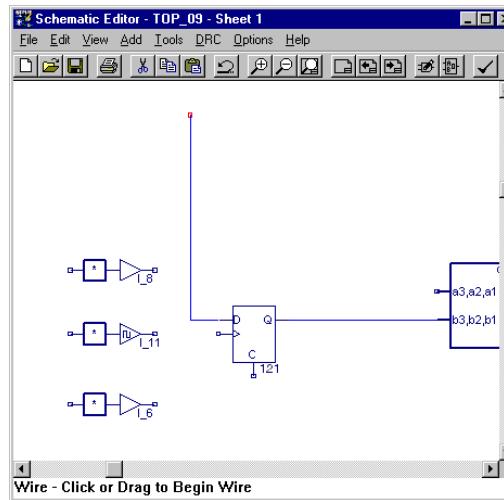 Schematic Editor - TOP_09 - Sheet 1
File Edit View Add Tools DRC Options Help
* I_8
a3,a2,a1
D Q b3,b2,b1
* I_11
C
121
* I_6
Wire - Click or Drag to Begin Wire